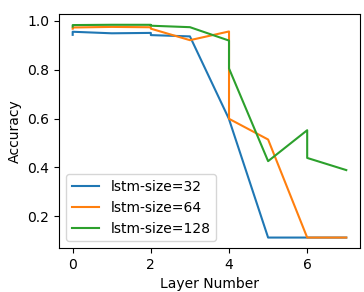 1.0
0.8
0.6
0.4
0.2
Accuracy
lstm-size=32
lstm-size=64
lstm-size=128
0 2 4 6
Layer Number